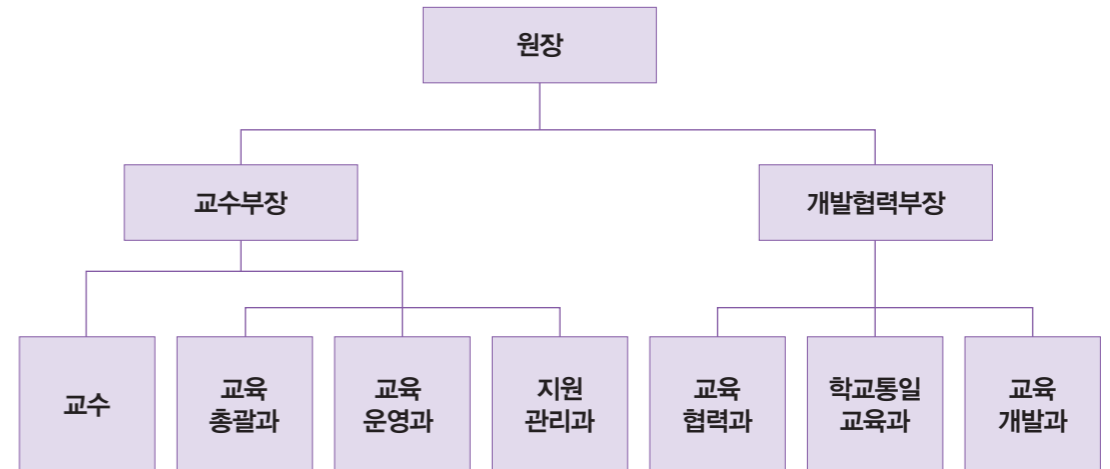 원장
교수부장
개발협력부장
교수
교육
총괄과
교육
운영과
지원
관리과
교육
협력과
학교통일
교육과
교육
개발과